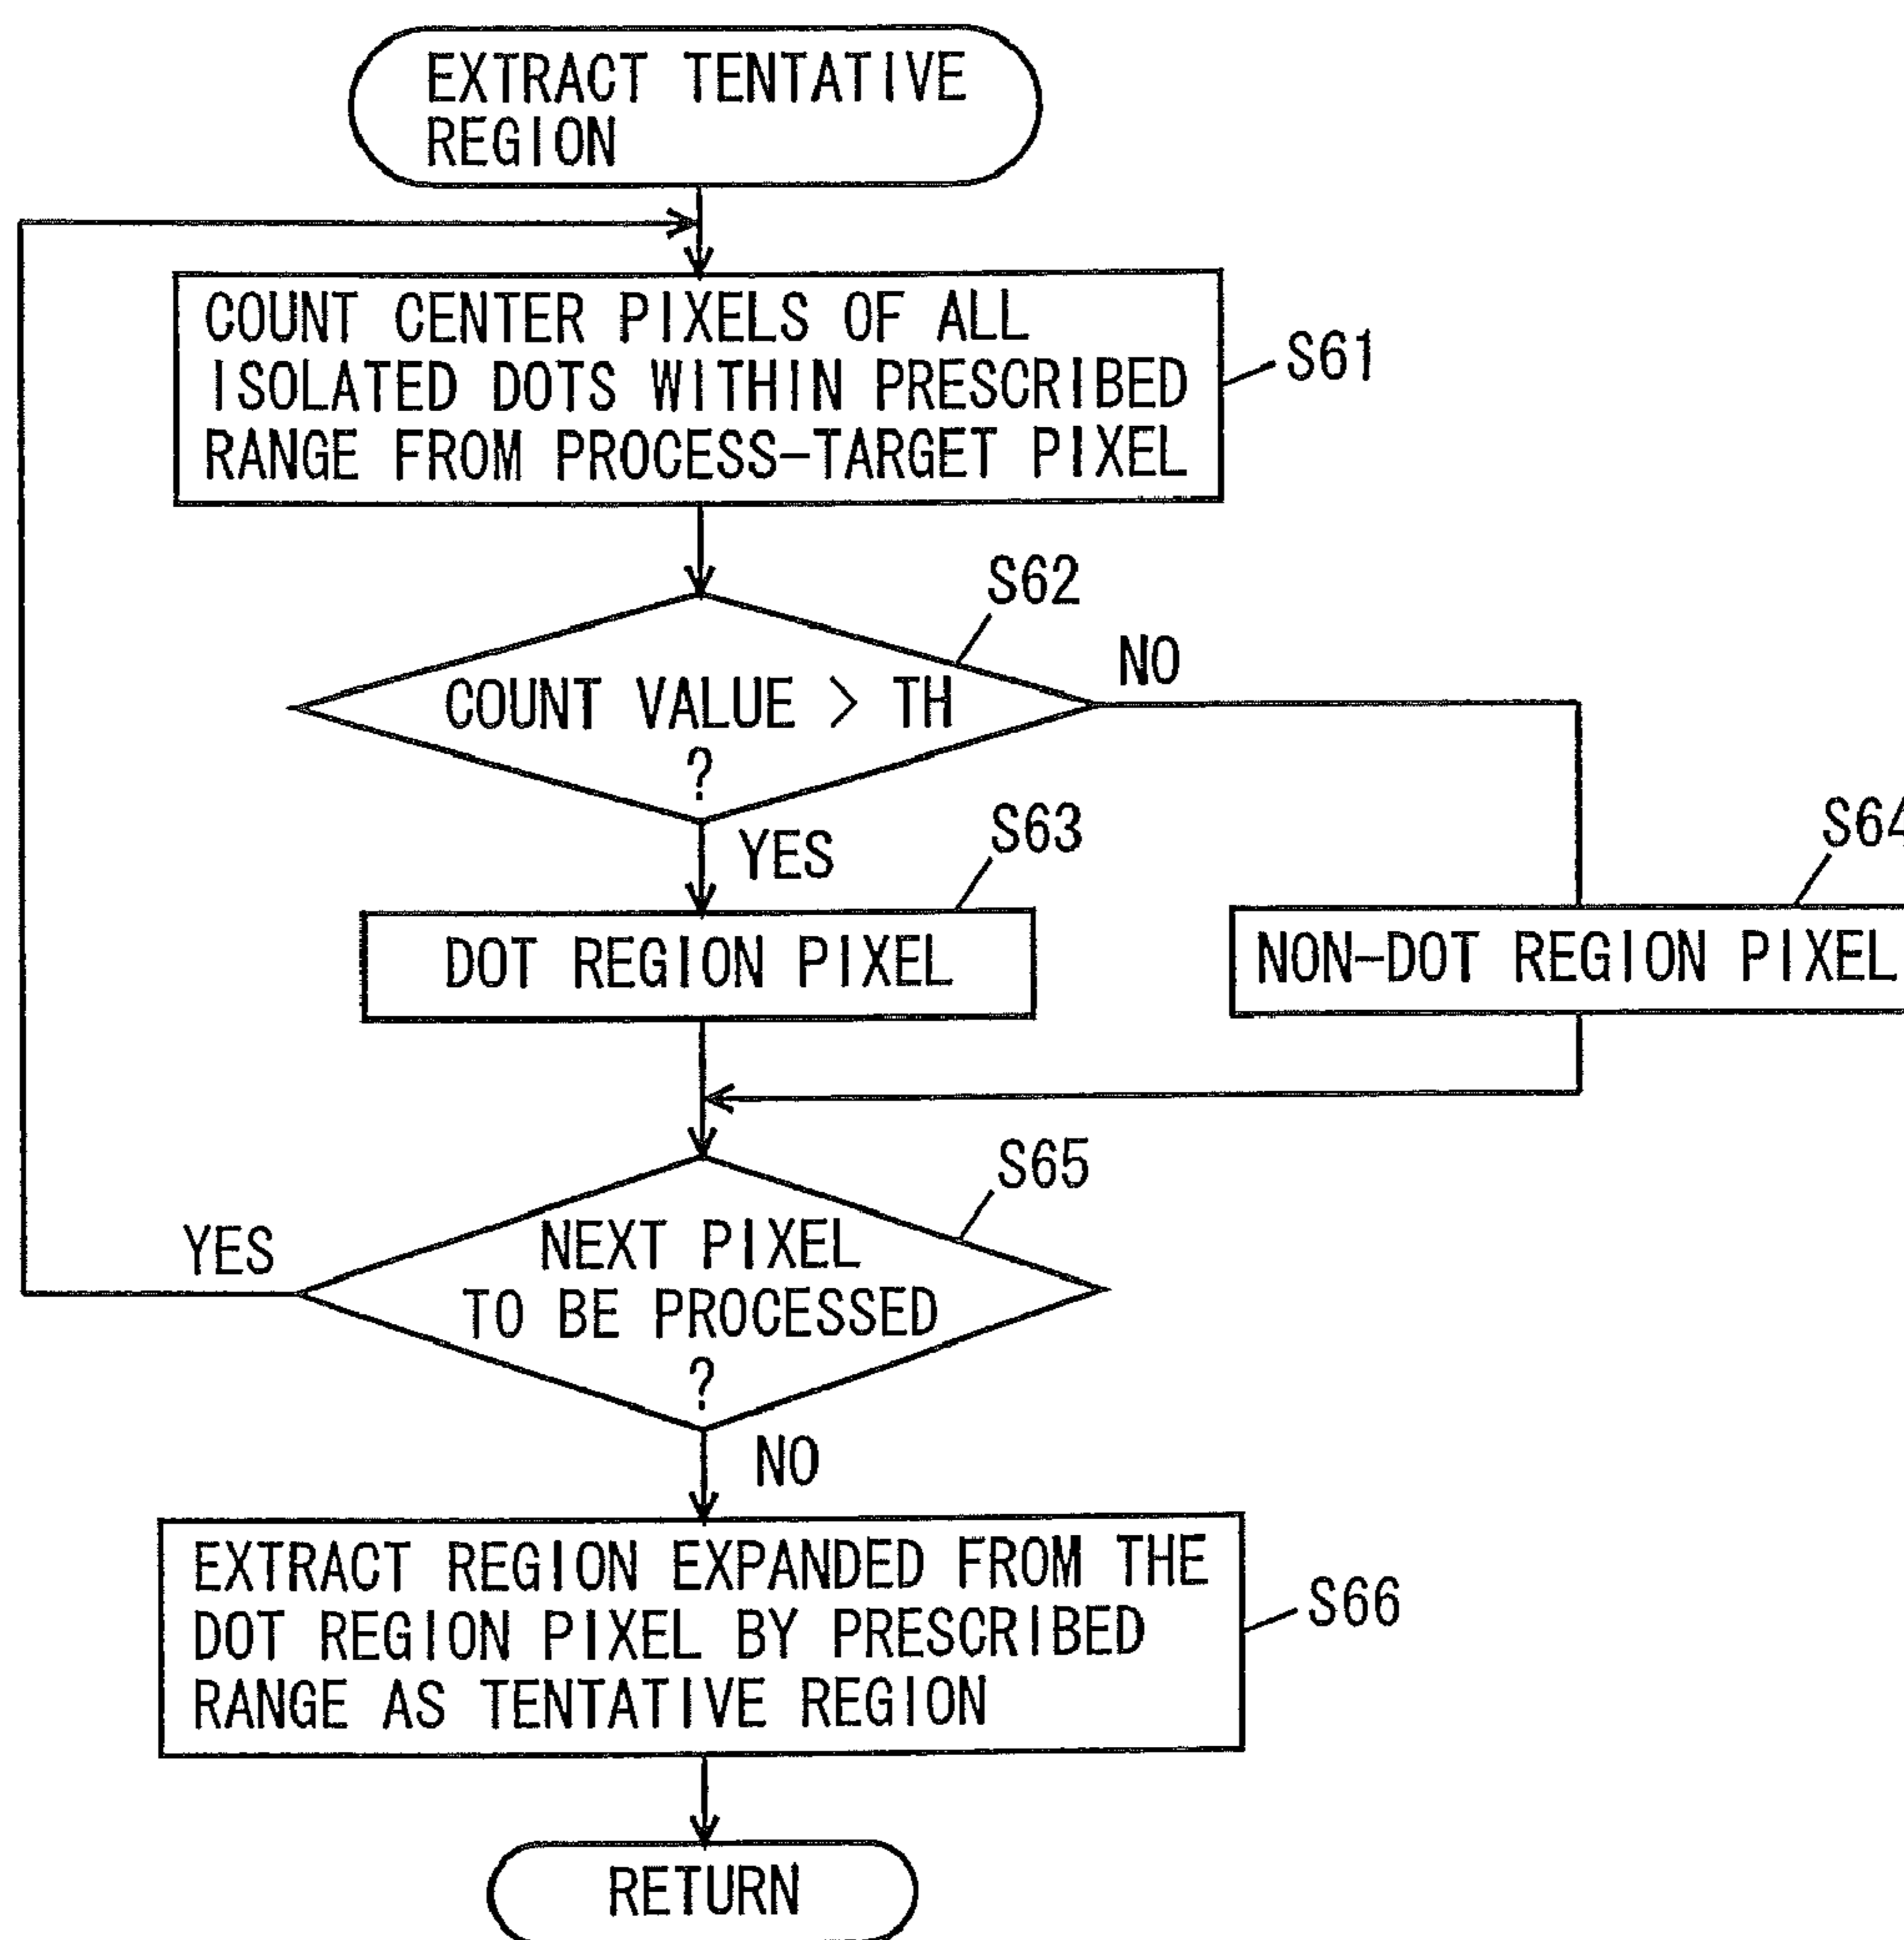 EXTRACT TENTATIVE
REGION
COUNT CENTER PIXELS OF ALL
ISOLATED DOTS WITHIN PRESCRIBED
RANGE FROM PROCESS-TARGET PIXEL
S61
S62
COUNT VALUE > TH
?
NO
YES
S63
S64
DOT REGION PIXEL
NON-DOT REGION PIXEL
S65
YES
NEXT PIXEL
TO BE PROCESSED
?
NO
EXTRACT REGION EXPANDED FROM THE
DOT REGION PIXEL BY PRESCRIBED
RANGE AS TENTATIVE REGION
S66
RETURN